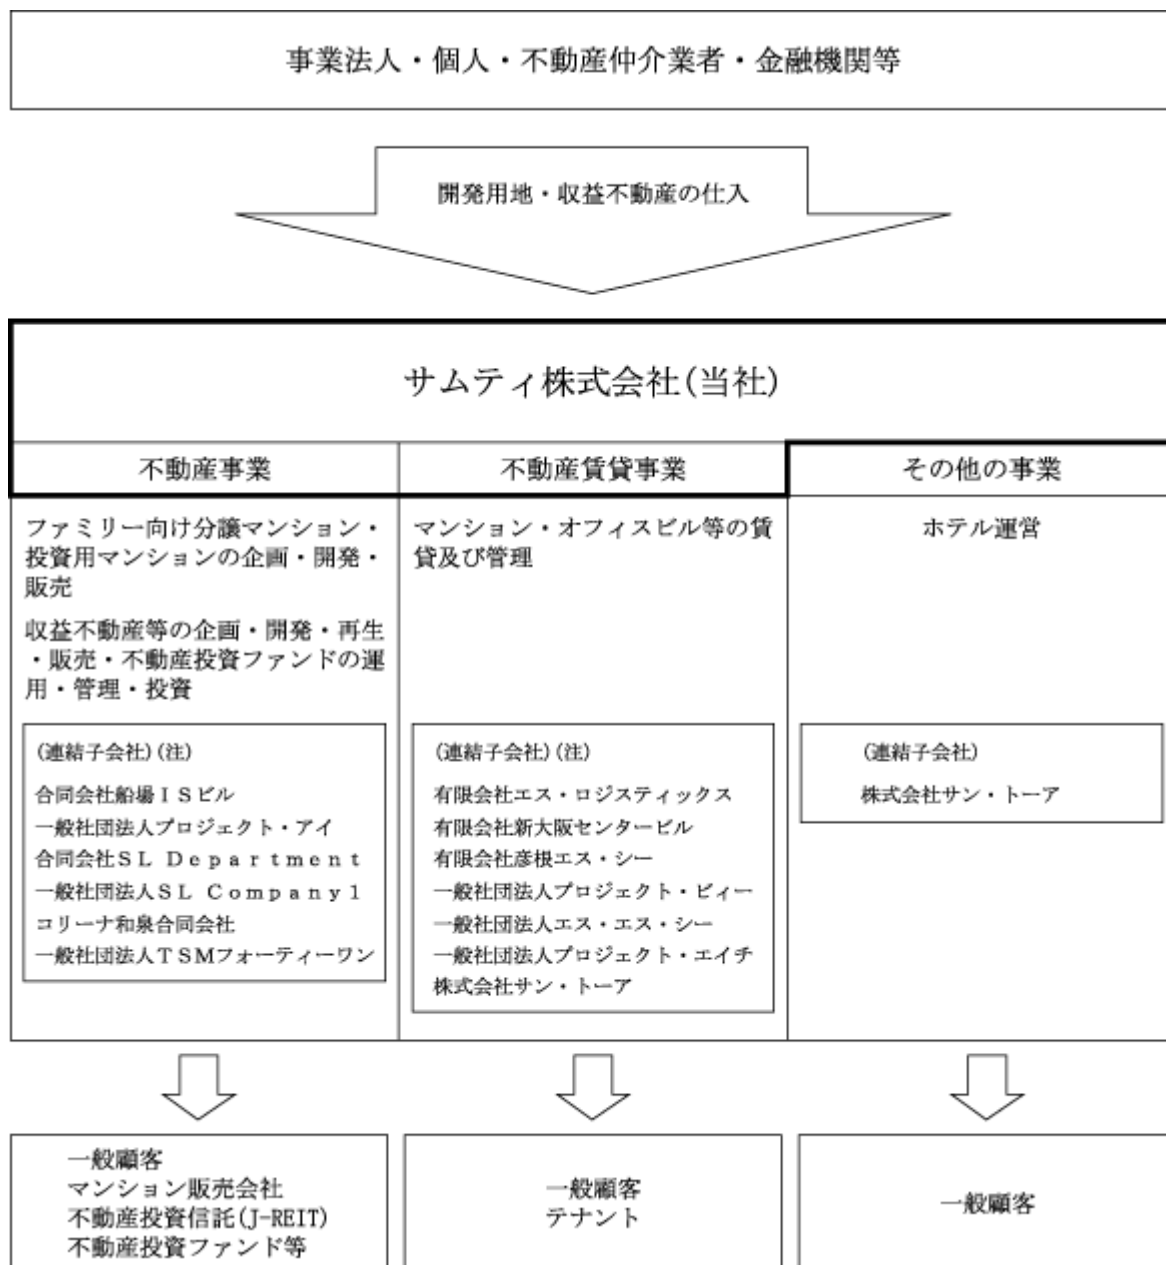 事業法人・個人・不動産仲介業者・金融機関等
開発用地・収益不動産の仕入
サムティ株式会社(当社)
不動産事業
不動産賃貸事業
その他の事業
ファミリー向け分譲マンション・
投資用マンションの企画・開発・
販売
収益不動産等の企画・開発・再生
・販売・不動産投資ファンドの運
用・管理・投資
(連結子会社)(注)
合同会社船場ISビル
一般社団法人プロジェクト・アイ
合同会社SL Department
一般社団法人SL Company1
コリーナ和泉合同会社
一般社団法人TSMフォーティーワン
マンション・オフィスビル等の賃
貸及び管理
(連結子会社)(注)
有限会社エス・ロジスティックス
有限会社新大阪センタービル
有限会社彦根エス・シー
一般社団法人プロジェクト・ビィー
一般社団法人エス・エス・シー
一般社団法人プロジェクト・エイチ
株式会社サン・トーア
ホテル運営
(連結子会社)
株式会社サン・トーア
一般顧客
マンション販売会社
不動産投資信託(J-REIT)
不動産投資ファンド等
一般顧客
テナント
一般顧客